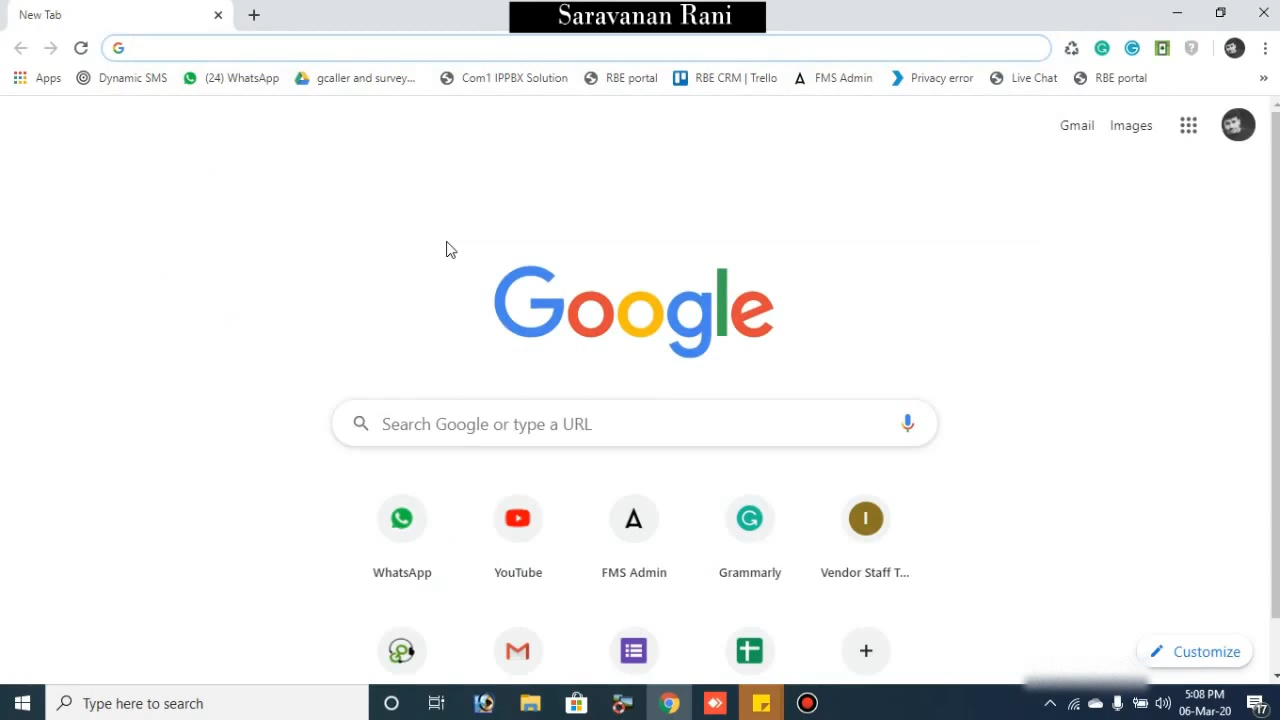 New Tab
Saravanan Rani
Apps Dynamic SMS (24) WhatsApp gcaller and survey... Com1 IPPBX Solution RBE portal RBE CRM | Trello FMS Admin Privacy error Live Chat RBE portal »
Gmail Images
Google
Search Google or type a URL
WhatsApp YouTube FMS Admin Grammarly Vendor Staff T...
Customize
Type here to search
5:08 PM
06-Mar-20
17